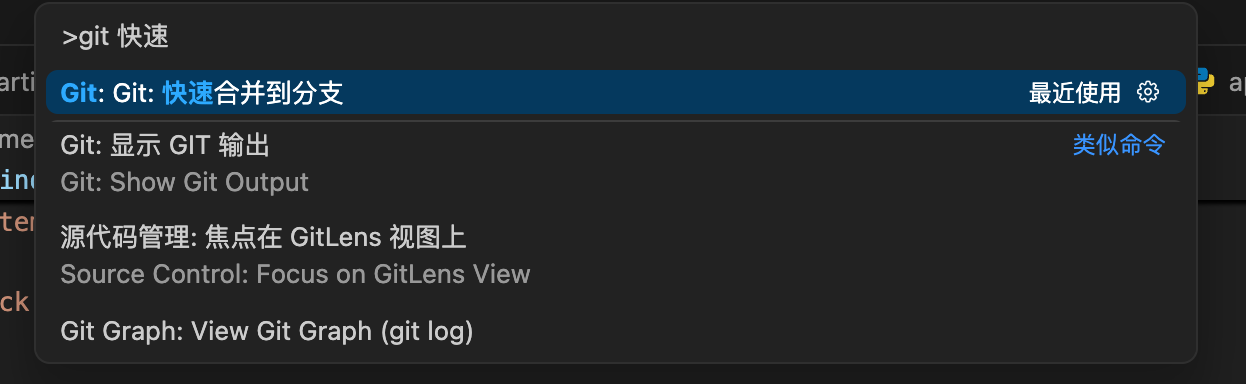 >git 快速
arti
Git: Git: 快速合并到分支 最近使用
ap
me
Git: 显示 GIT 输出 类似命令
ind
Git: Show Git Output
tem
源代码管理: 焦点在 GitLens 视图上
Source Control: Focus on GitLens View
ck
Git Graph: View Git Graph (git log)